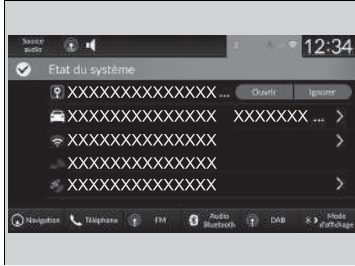 Source audio
12:34
Etat du système
XXXXXXXXXXXXXX ... Ouvrir Ignorer
XXXXXXXXXXXXXX XXXXXXX ...
XXXXXXXXXXXXXX
XXXXXXXXXXXXXX
XXXXXXXXXXXXXX
Navigation Téléphone FM Audio Bluetooth DAB Mode d'affichage